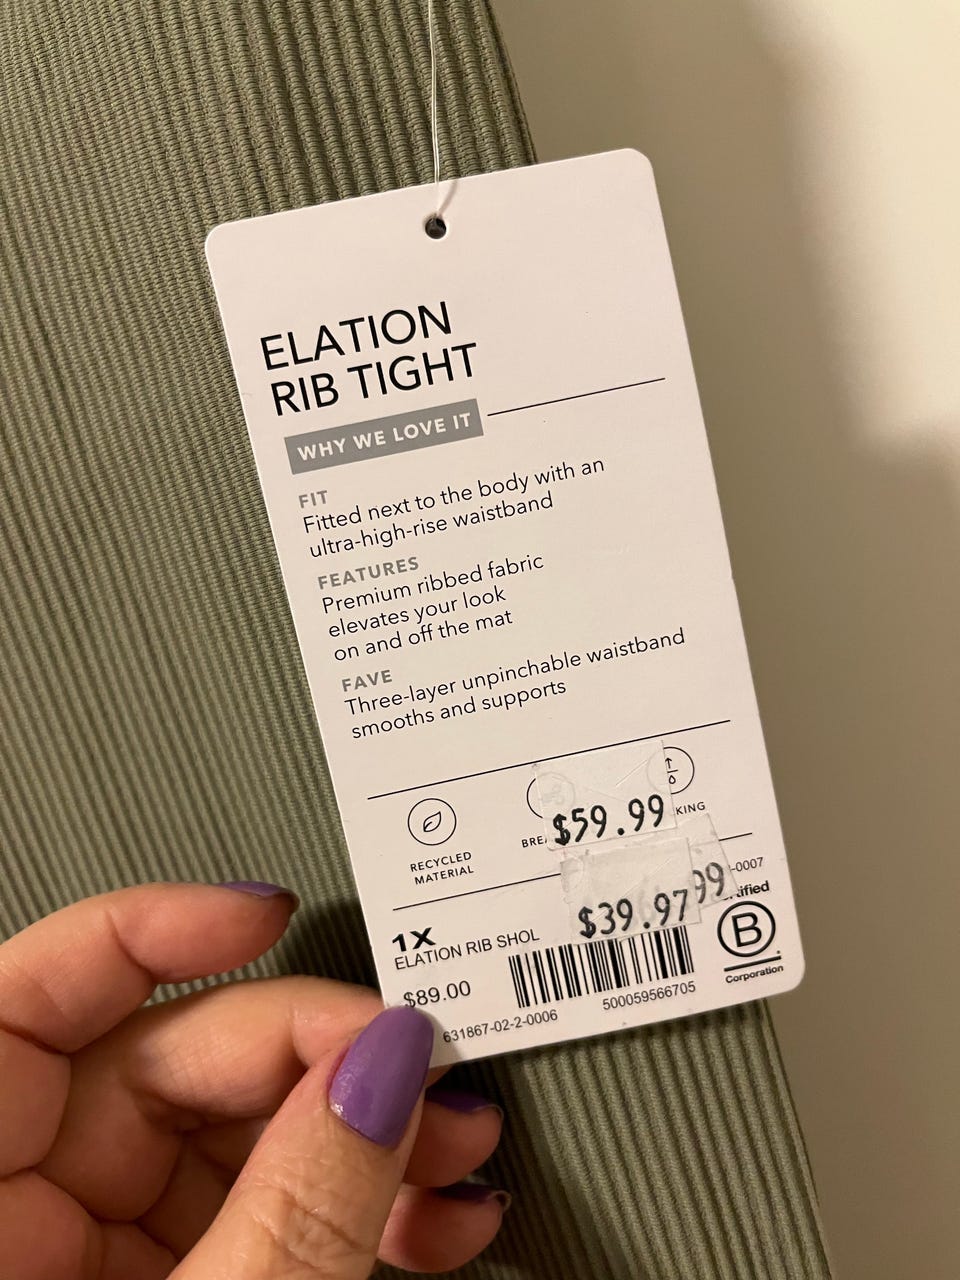 ELATION
RIB TIGHT
WHY WE LOVE IT
FIT
Fitted next to the body with an
ultra-high-rise waistband
FEATURES
Premium ribbed fabric
elevates your look
on and off the mat
FAVE
Three-layer unpinchable waistband
smooths and supports
RECYCLED
MATERIAL
BREA
KING
$59.99
99
-0007
$39.97
1X
ELATION RIB SHOL
$89.00
631867-02-2-0006
500059566705
tified
B
Corporation